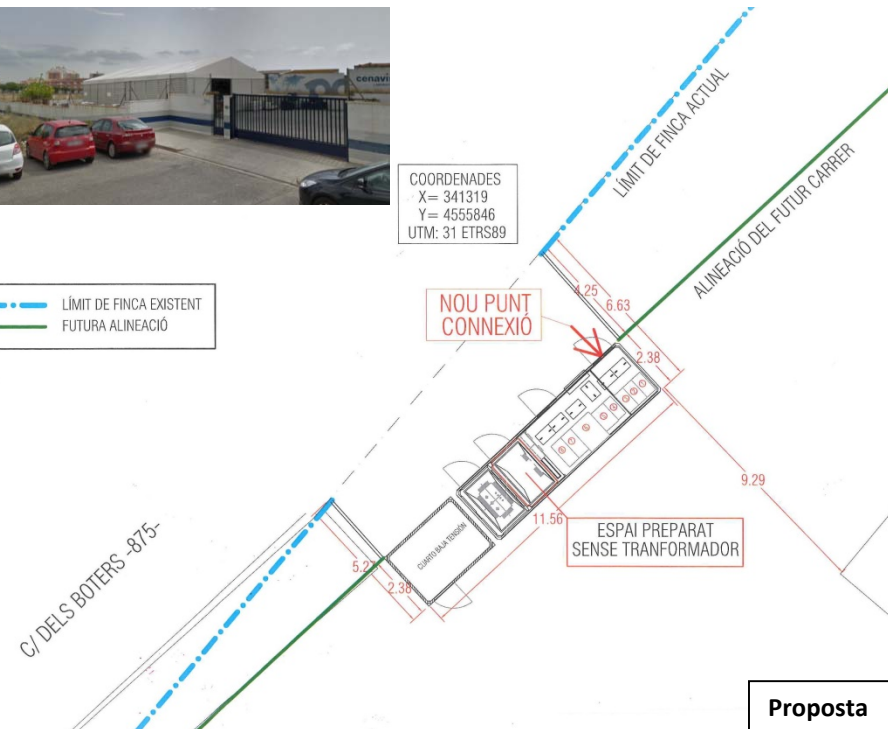 cenavi
COORDENADES
X= 341319
Y= 4555846
UTM: 31 ETRS89
LÍMIT DE FINCA ACTUAL
ALINEACIÓ DEL FUTUR CARRER
LÍMIT DE FINCA EXISTENT
FUTURA ALINEACIÓ
NOU PUNT
CONNEXIÓ
4.25
6.63
2.38
9.29
11.56
ESPAI PREPARAT
SENSE TRANFORMADOR
CUARTO BAJA TENSIÓN
5.27
2.38
C/ DELS BOTERS -875-
Proposta